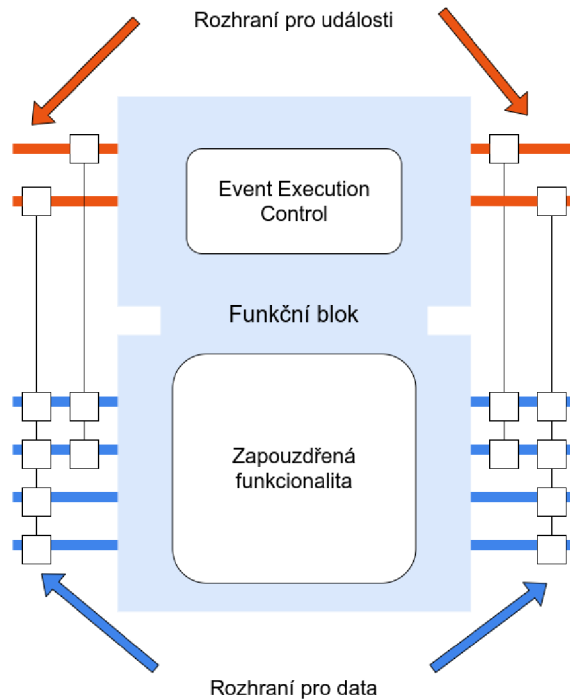 Rozhraní pro události
Event Execution
Control
Funkční blok
Zapouzdřená
funkcionalita
Rozhraní pro data